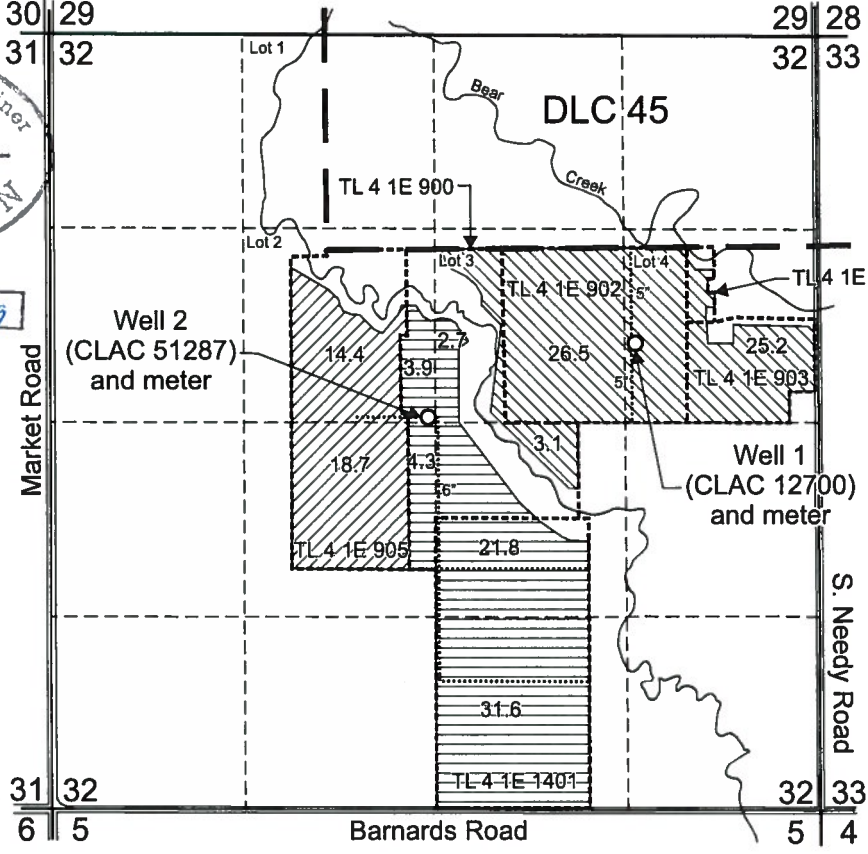 30 29
29 28
31 32
32 33
Lot 1
iner
N
Bear
DLC 45
Creek
TL 4 1E 900
Lot 2
Lot 3
Lot 4
TL 4 1E
TL 4 1E 902
5"
Well 2
(CLAC 51287)
and meter
14.4
2.7
3.9
26.5
25.2
5"
TL 4 1E 903
Market Road
3.1
18.7
4.3
6"
Well 1
(CLAC 12700)
and meter
TL 4 1E 905
21.8
S. Needy Road
31.6
TL 4 1E 1401
31 32
32 33
6 5
Barnards Road
5 4